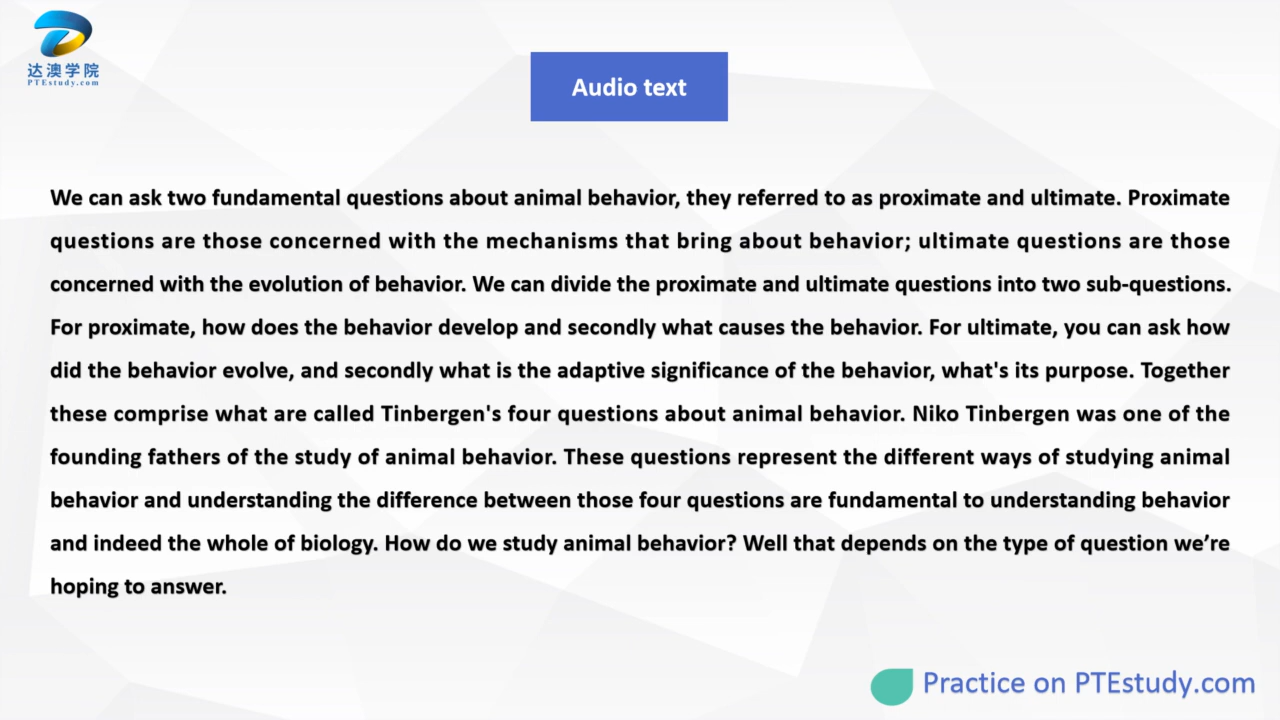 达澳学院
PTEstudy.com
Audio text
We can ask two fundamental questions about animal behavior, they referred to as proximate and ultimate. Proximate
questions are those concerned with the mechanisms that bring about behavior; ultimate questions are those
concerned with the evolution of behavior. We can divide the proximate and ultimate questions into two sub-questions.
For proximate, how does the behavior develop and secondly what causes the behavior. For ultimate, you can ask how
did the behavior evolve, and secondly what is the adaptive significance of the behavior, what's its purpose. Together
these comprise what are called Tinbergen's four questions about animal behavior. Niko Tinbergen was one of the
founding fathers of the study of animal behavior. These questions represent the different ways of studying animal
behavior and understanding the difference between those four questions are fundamental to understanding behavior
and indeed the whole of biology. How do we study animal behavior? Well that depends on the type of question we’re
hoping to answer.
Practice on PTEstudy.com